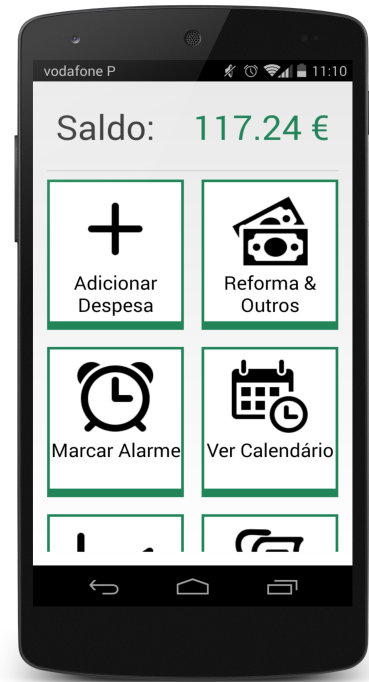 vodafone P 11:10
Saldo: 117.24 €
Adicionar
Despesa
Reforma &
Outros
Marcar Alarme
Ver Calendário